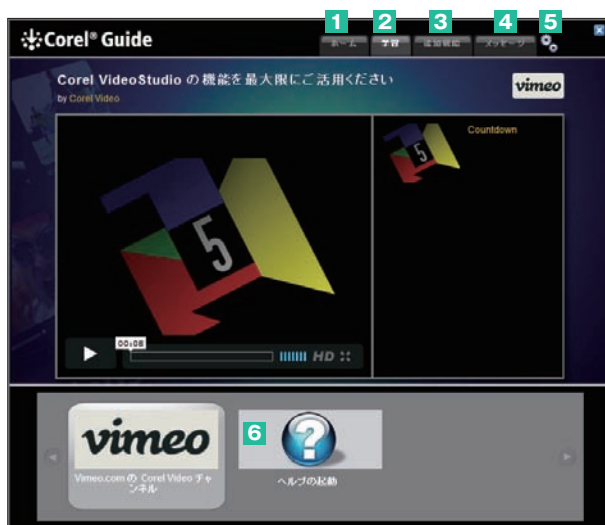 1
2
3
4
5
Corel® Guide
ホーム
学習
追加機能
メッセージ
Corel VideoStudio の機能を最大限にご活用ください
by Corel Video
vimeo
Countdown
5
5
00:08
HD
vimeo
6
Vimeo.com の Corel Video チャ
ンネル
ヘルプの起動